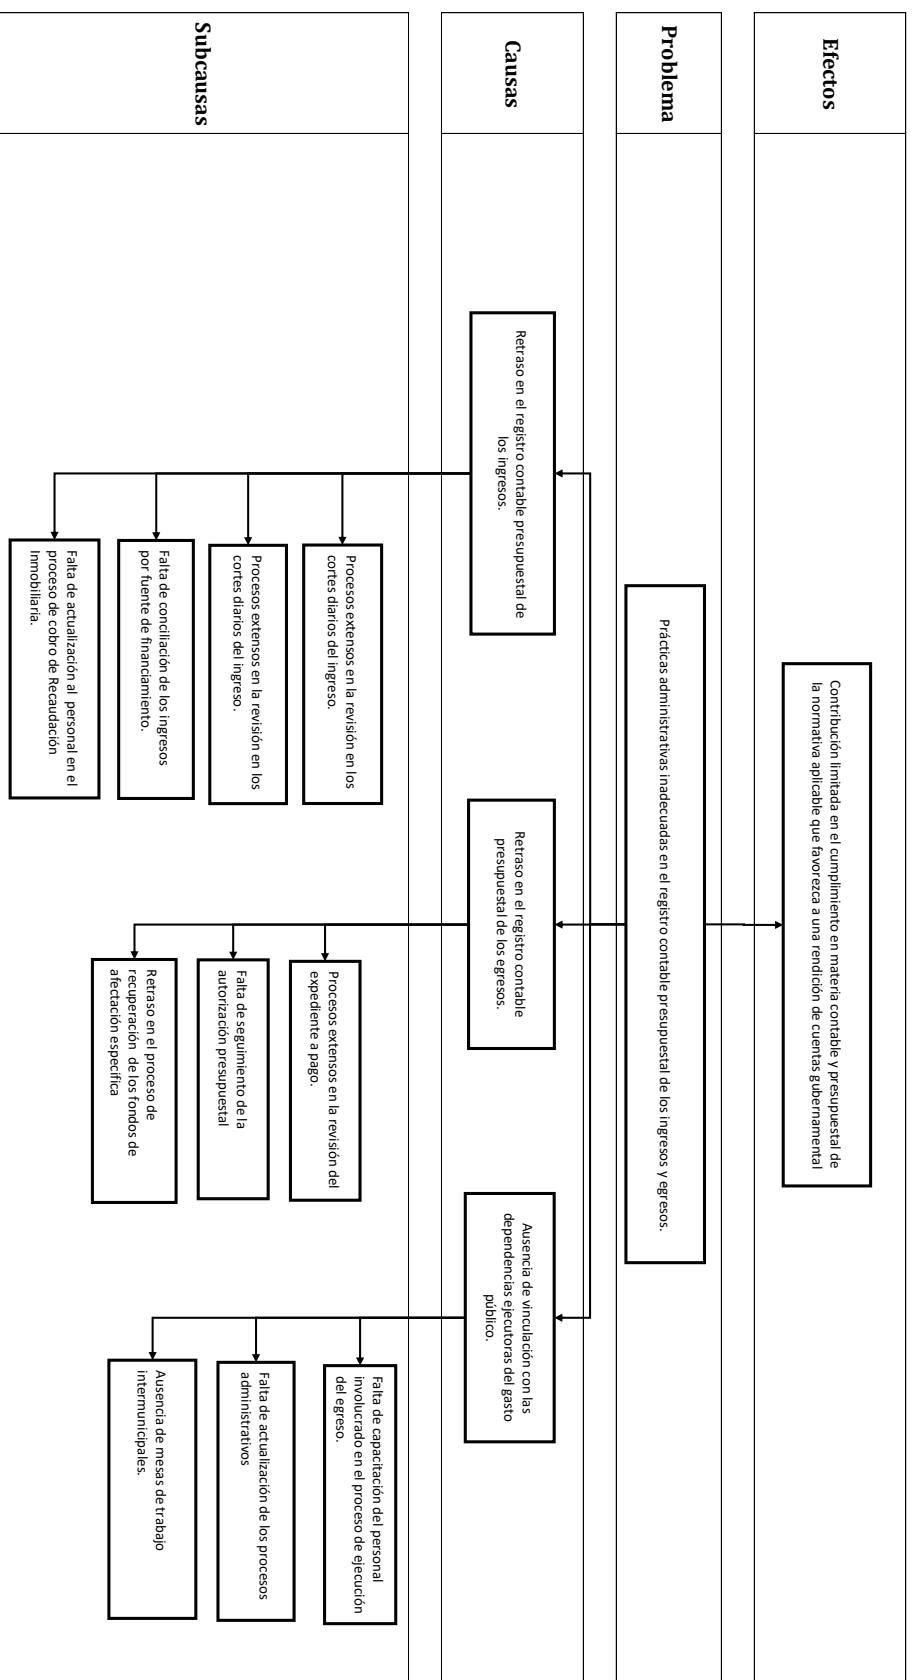 Efectos
Contribución limitada en el cumplimiento en materia contable y presupuestal de
la normativa aplicable que favorezca a una rendición de cuentas gubernamental
Problema
Prácticas administrativas inadecuadas en el registro contable presupuestal de los ingresos y egresos.
Causas
Retraso en el registro contable presupuestal de
los ingresos.
Retraso en el registro contable
presupuestal de los egresos.
Ausencia de vinculación con las
dependencias ejecutoras del gasto
público.
Subcausas
Procesos extensos en la revisión en los
cortes diarios del ingreso.
Procesos extensos en la revisión en los
cortes diarios del ingreso.
Falta de conciliación de los ingresos
por fuente de financiamiento.
Falta de actualización al personal en el
proceso de cobro de Recaudación
Inmobiliaria.
Procesos extensos en la revisión del
expediente a pago.
Falta de seguimiento de la
autorización presupuestal
Retraso en el proceso de
recuperación de los fondos de
afectación especifica
Falta de capacitación del personal
involucrado en el proceso de ejecución
del egreso.
Falta de actualización de los procesos
administrativos
Ausencia de mesas de trabajo
intermunicipales.